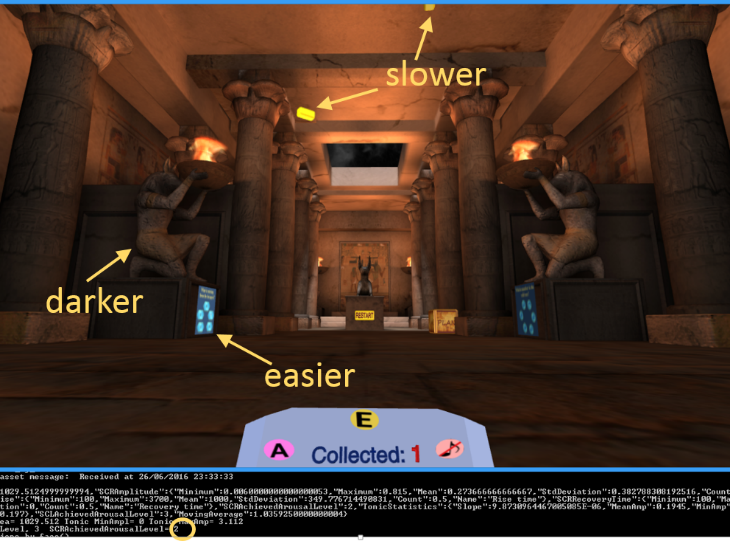 slower
darker
RESTART
easier
E
A
Collected: 1
asset message:  Received at 26/06/2016 23:33:33
1029.5124999999994,"SCRAmplitude":{"Minimum":0.0060000000000000053,"Maximum":0.815,"Mean":0.273666666666667,"StdDeviation":0.382788308192516,"Count
ise":{"Minimum":100,"Maximum":3700,"Mean":1000,"StdDeviation":349.776714490831,"Count":0.5,"Name":"Rise time"},"SCRRecoveryTime":{"Minimum":100,"Ma
tion":0,"Count":0.5,"Name":"Recovery time"},"SCRAchievedArousalLevel":2,"TonicStatistics":{"Slope":9.8730964467005085E-06,"MeanAmp":0.1945,"MinAmp"
0.197},"SCLAchievedArousalLevel":3,"MovingAverage":1.0359250000000004}
ea= 1029.512 Tonic MinAmpl= 0 Tonic MaxAmp= 3.112
Level, 3  SCRAchievedArousalLevel=2